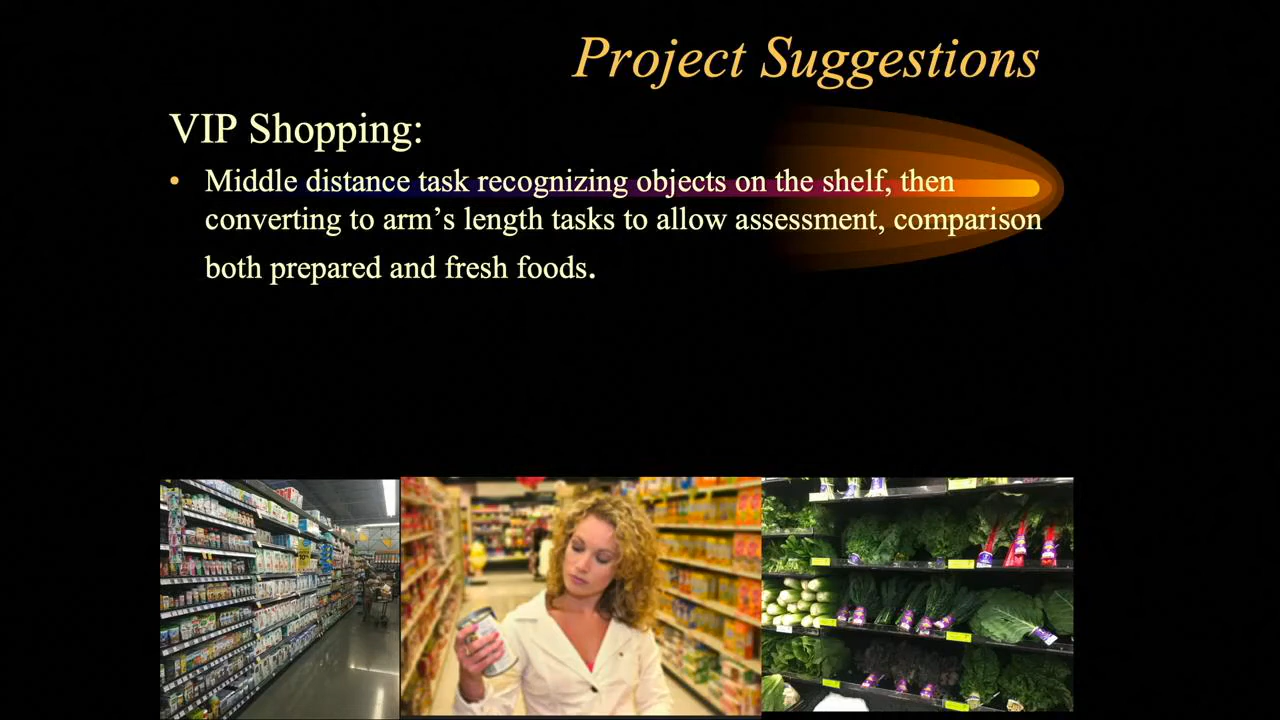 Project Suggestions
VIP Shopping:
• Middle distance task recognizing objects on the shelf, then
converting to arm’s length tasks to allow assessment, comparison
both prepared and fresh foods.